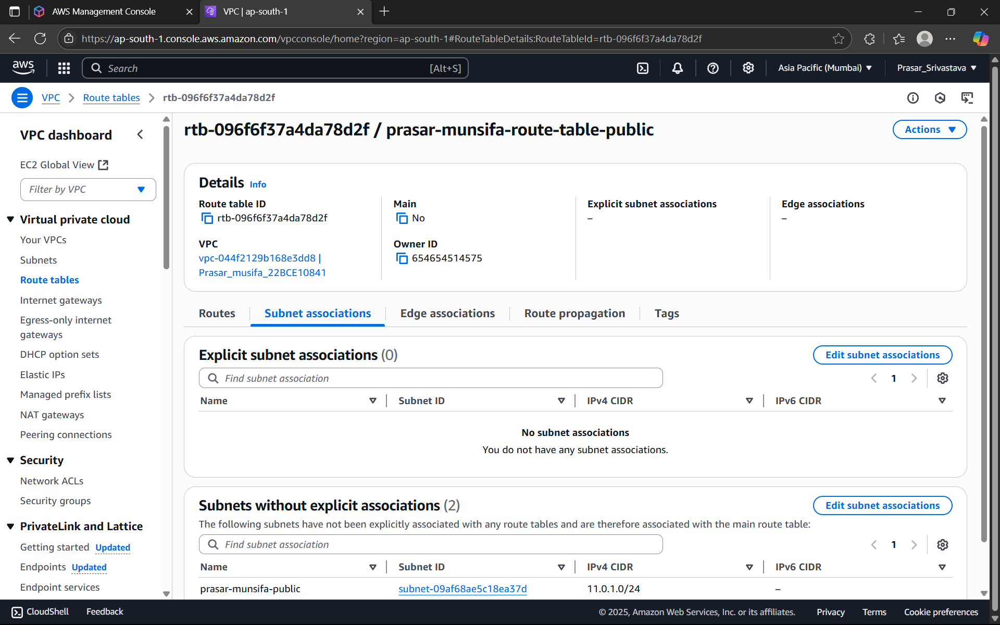 AWS Management Console
VPC | ap-south-1
https://ap-south-1.console.aws.amazon.com/vpcconsole/home?region=ap-south-1#RouteTableDetails:RouteTableId=rtb-096f6f37a4da78d2f
aws
Search
[Alt+S]
Asia Pacific (Mumbai)
Prasar_Srivastava
VPC
Route tables
rtb-096f6f37a4da78d2f
VPC dashboard
EC2 Global View
Filter by VPC
Virtual private cloud
Your VPCs
Subnets
Route tables
Internet gateways
Egress-only internet
gateways
DHCP option sets
Elastic IPs
Managed prefix lists
NAT gateways
Peering connections
Security
Network ACLs
Security groups
PrivateLink and Lattice
Getting started Updated
Endpoints Updated
Endpoint services
rtb-096f6f37a4da78d2f / prasar-munsifa-route-table-public
Actions
Details Info
Route table ID
rtb-096f6f37a4da78d2f
Main
No
Explicit subnet associations
–
Edge associations
–
VPC
vpc-044f2129b168e3dd8 |
Prasar_musifa_22BCE10841
Owner ID
654654514575
Routes
Subnet associations
Edge associations
Route propagation
Tags
Explicit subnet associations (0)
Edit subnet associations
Find subnet association
1
Name
Subnet ID
IPv4 CIDR
IPv6 CIDR
No subnet associations
You do not have any subnet associations.
Subnets without explicit associations (2)
Edit subnet associations
The following subnets have not been explicitly associated with any route tables and are therefore associated with the main route table:
Find subnet association
1
Name
Subnet ID
IPv4 CIDR
IPv6 CIDR
prasar-munsifa-public
subnet-09af68ae5c18ea37d
11.0.1.0/24
–
CloudShell
Feedback
© 2025, Amazon Web Services, Inc. or its affiliates.
Privacy
Terms
Cookie preferences